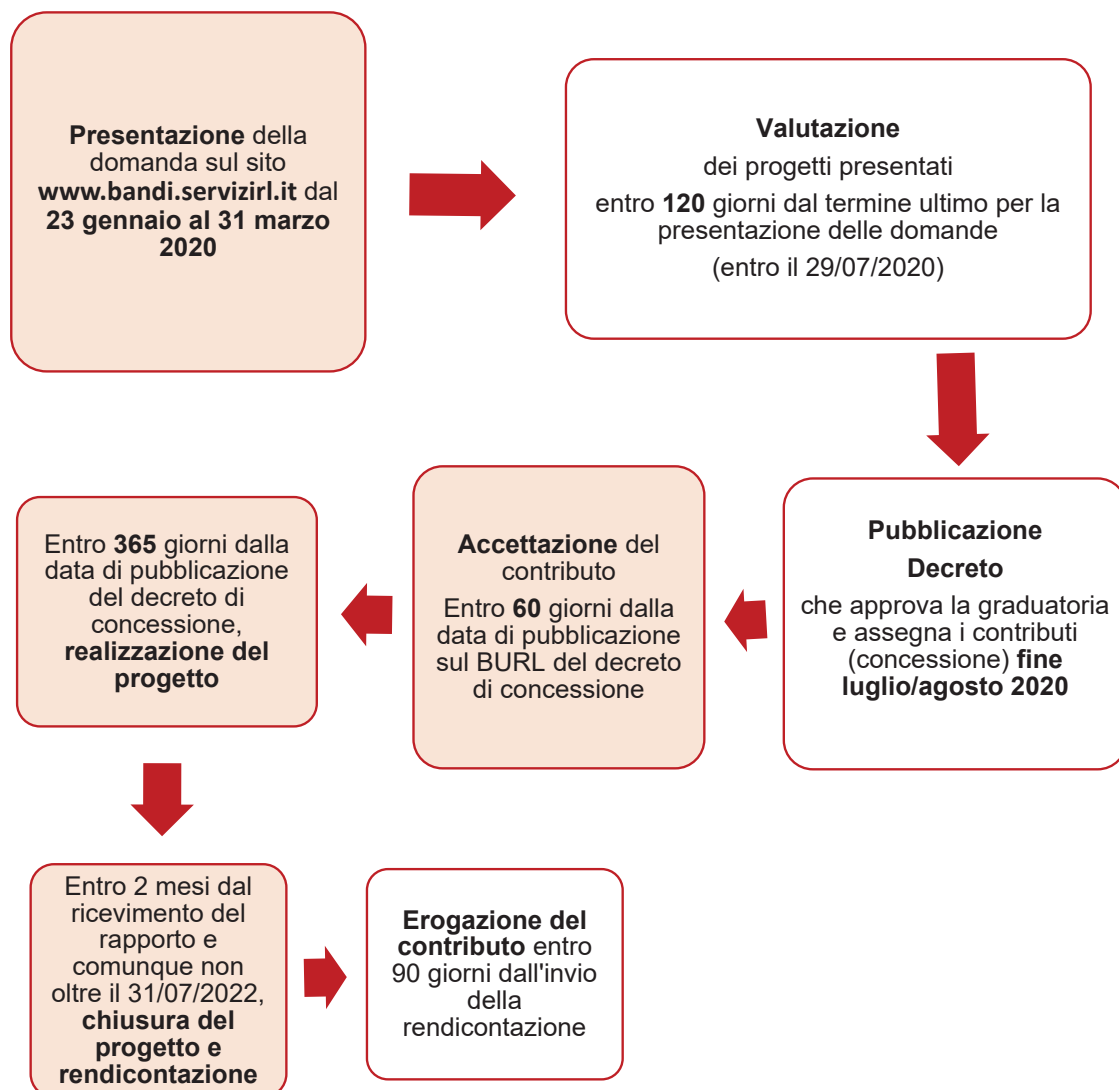 Presentazione della
domanda sul sito
www.bandi.servizirl.it dal
23 gennaio al 31 marzo
2020
Valutazione
dei progetti presentati
entro 120 giorni dal termine ultimo per la
presentazione delle domande
(entro il 29/07/2020)
Pubblicazione
Decreto
che approva la graduatoria
e assegna i contributi
(concessione) fine
luglio/agosto 2020
Accettazione del
contributo
Entro 60 giorni dalla
data di pubblicazione
sul BURL del decreto
di concessione
Entro 365 giorni dalla
data di pubblicazione
del decreto di
concessione,
realizzazione del
progetto
Entro 2 mesi dal
ricevimento del
rapporto e
comunque non
oltre il 31/07/2022,
chiusura del
progetto e
rendicontazione
Erogazione del
contributo entro
90 giorni dall'invio
della
rendicontazione